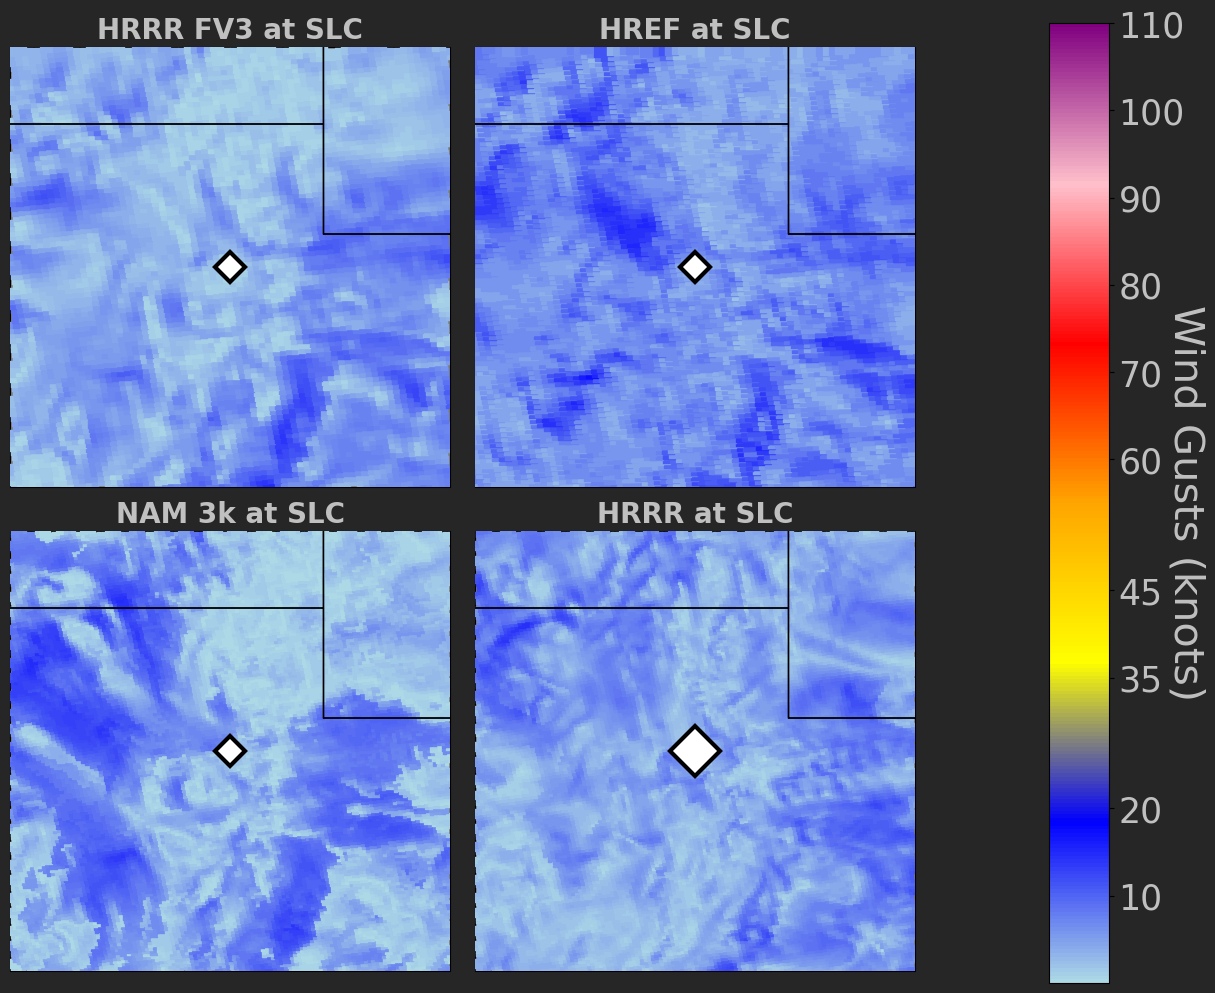 HRRR FV3 at SLC
HREF at SLC
NAM 3k at SLC
HRRR at SLC
110
100
90
80
70
60
45
35
20
10
Wind Gusts (knots)